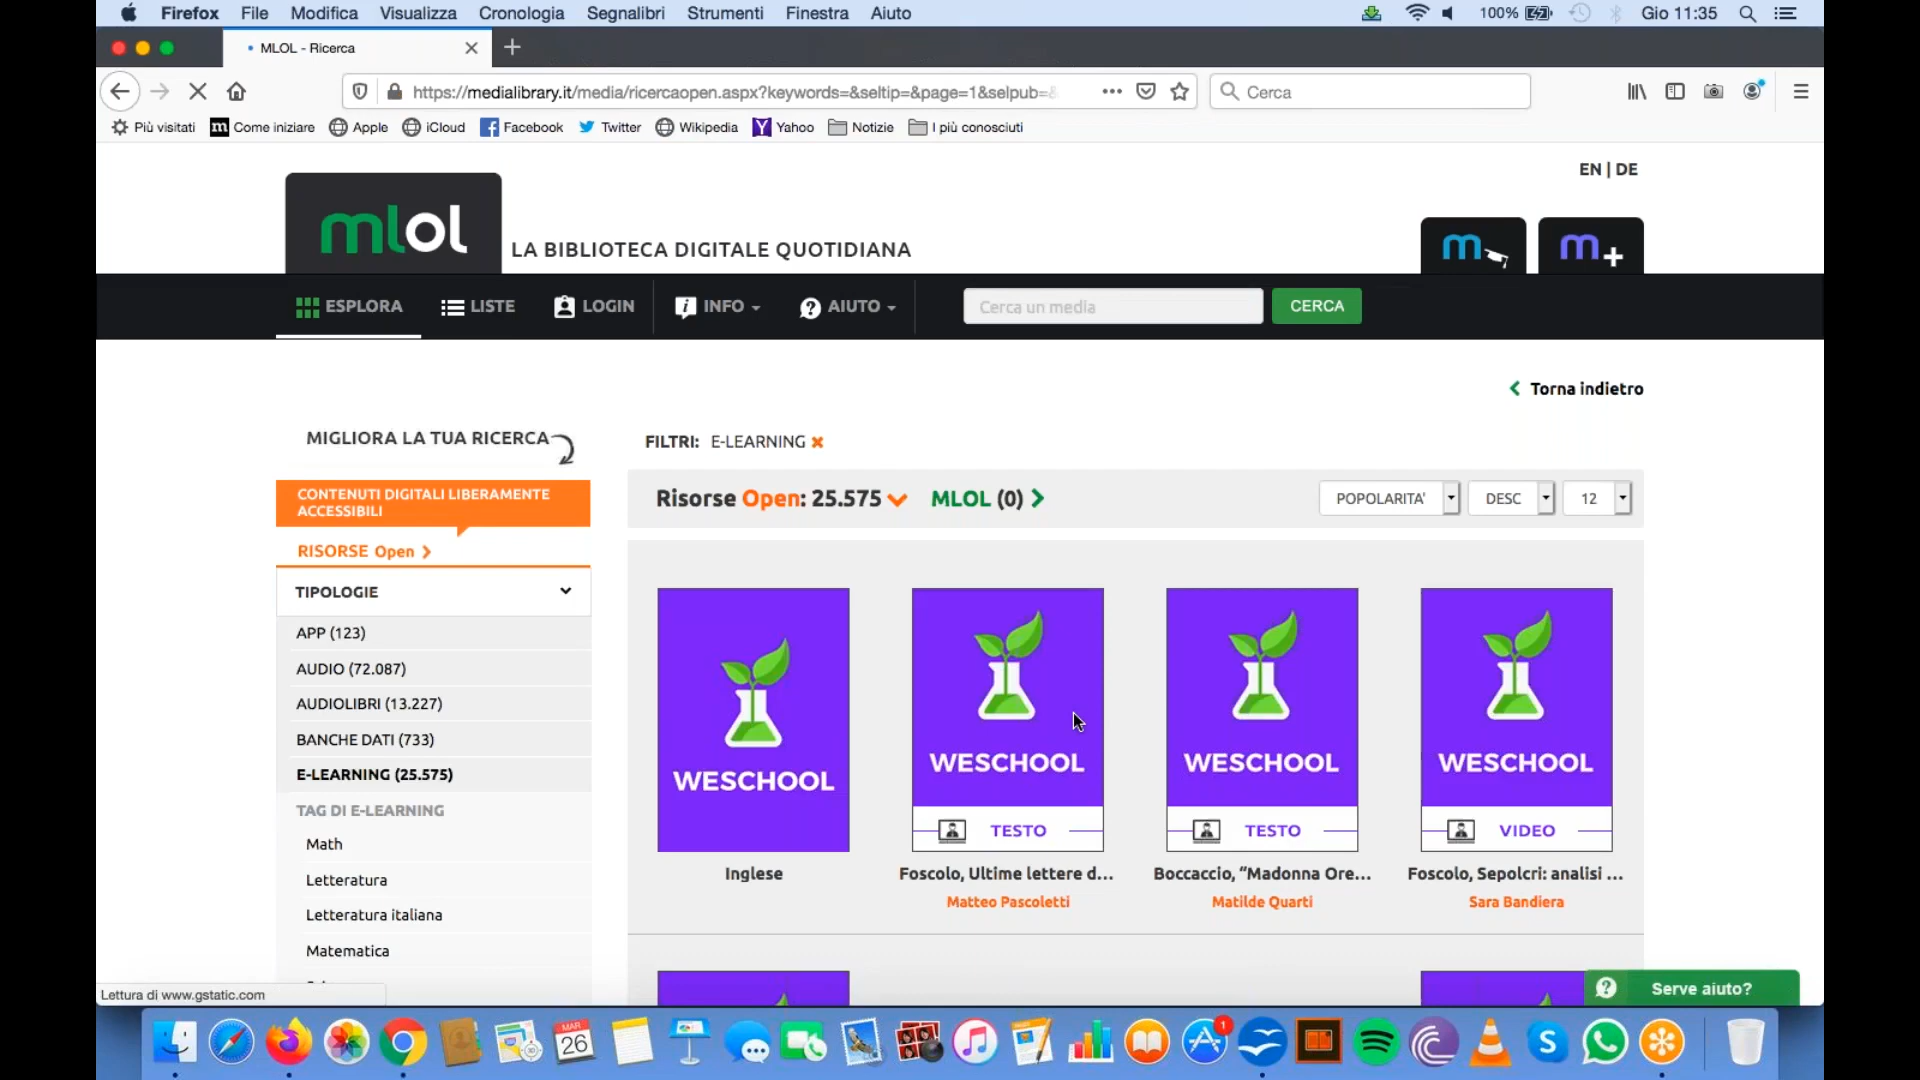 Firefox File Modifica Visualizza Cronologia Segnalibri Strumenti Finestra Aiuto 100% Gio 11:35
MLOL - Ricerca
https://medialibrary.it/media/ricercaopen.aspx?keywords=&seltip=&page=1&selpub=& Cerca
Più visitati Come iniziare Apple iCloud Facebook Twitter Wikipedia Yahoo Notizie I più conosciuti
EN | DE
mlol
LA BIBLIOTECA DIGITALE QUOTIDIANA
m m+
ESPLORA LISTE LOGIN INFO AIUTO Cerca un media CERCA
Torna indietro
MIGLIORA LA TUA RICERCA
FILTRI: E-LEARNING
CONTENUTI DIGITALI LIBERAMENTE
ACCESSIBILI
Risorse Open: 25.575 MLOL (0) POPOLARITA' DESC 12
RISORSE Open
TIPOLOGIE
APP (123)
AUDIO (72.087)
AUDIOLIBRI (13.227)
BANCHE DATI (733)
E-LEARNING (25.575)
TAG DI E-LEARNING
Math
Letteratura
Letteratura italiana
Matematica
WESCHOOL
Inglese
WESCHOOL
TESTO
Foscolo, Ultime lettere d...
Matteo Pascoletti
WESCHOOL
TESTO
Boccaccio, “Madonna Ore...
Matilde Quarti
WESCHOOL
VIDEO
Foscolo, Sepolcri: analisi ...
Sara Bandiera
Serve aiuto?
Lettura di www.gstatic.com
MAR
26
1